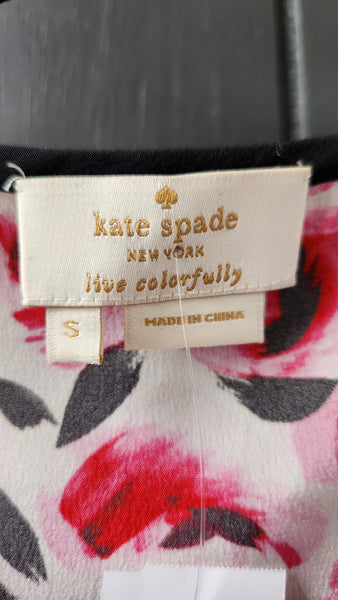 kate spade
NEW YORK
live colorfully
S
MADE IN CHINA